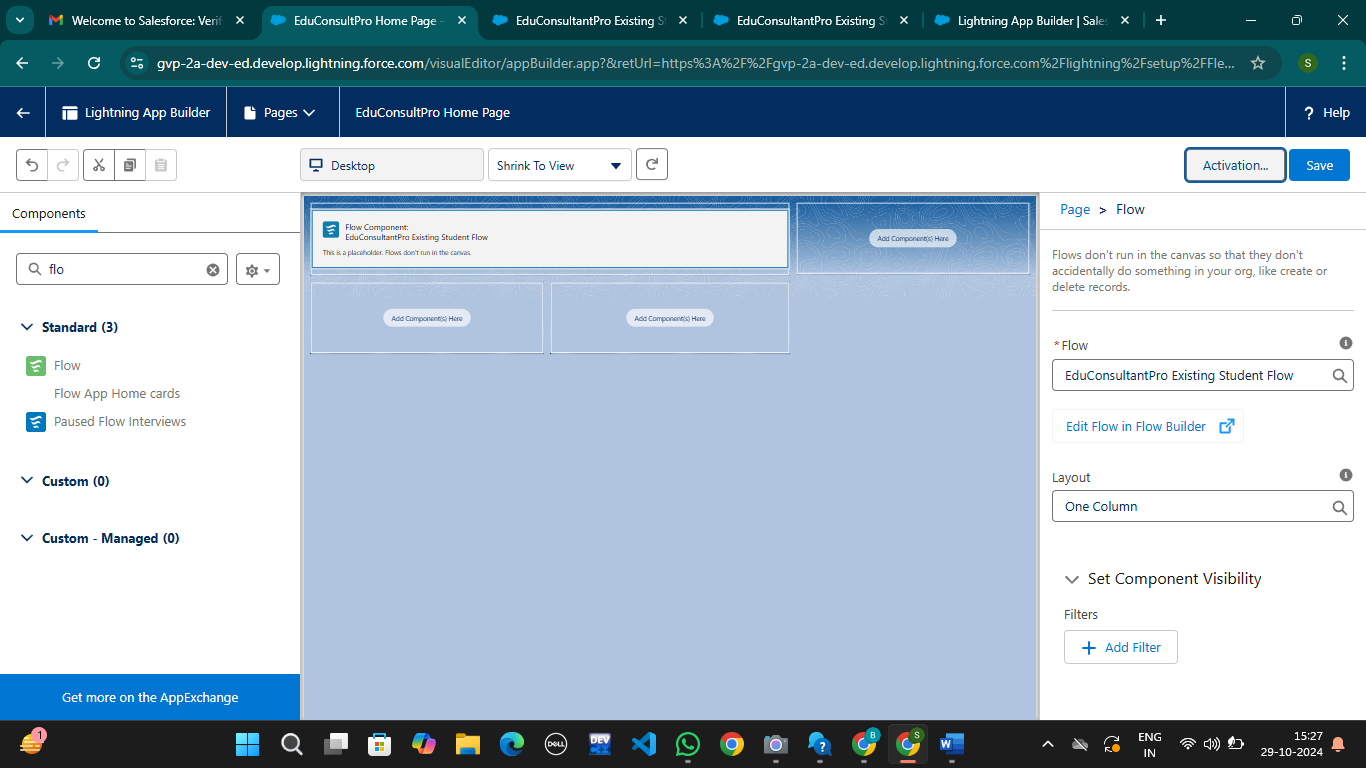 Welcome to Salesforce: Verif
EduConsultPro Home Page -
EduConsultantPro Existing S
EduConsultantPro Existing S
Lightning App Builder | Sales
gvp-2a-dev-ed.develop.lightning.force.com/visualEditor/appBuilder.app?&retUrl=https%3A%2F%2Fgvp-2a-dev-ed.develop.lightning.force.com%2Flightning%2Fsetup%2FFle...
S
Lightning App Builder
Pages
EduConsultPro Home Page
? Help
Desktop
Shrink To View
Activation...
Save
Components
flo
Standard (3)
Flow
Flow App Home cards
Paused Flow Interviews
Custom (0)
Custom - Managed (0)
Get more on the AppExchange
Flow Component:
EduConsultantPro Existing Student Flow
This is a placeholder. Flows don't run in the canvas.
Add Component(s) Here
Add Component(s) Here
Add Component(s) Here
Page > Flow
Flows don't run in the canvas so that they don't
accidentally do something in your org, like create or
delete records.
* Flow
EduConsultantPro Existing Student Flow
Edit Flow in Flow Builder
Layout
One Column
Set Component Visibility
Filters
Add Filter
1
DELL
DEV
B
S
ENG
IN
15:27
29-10-2024